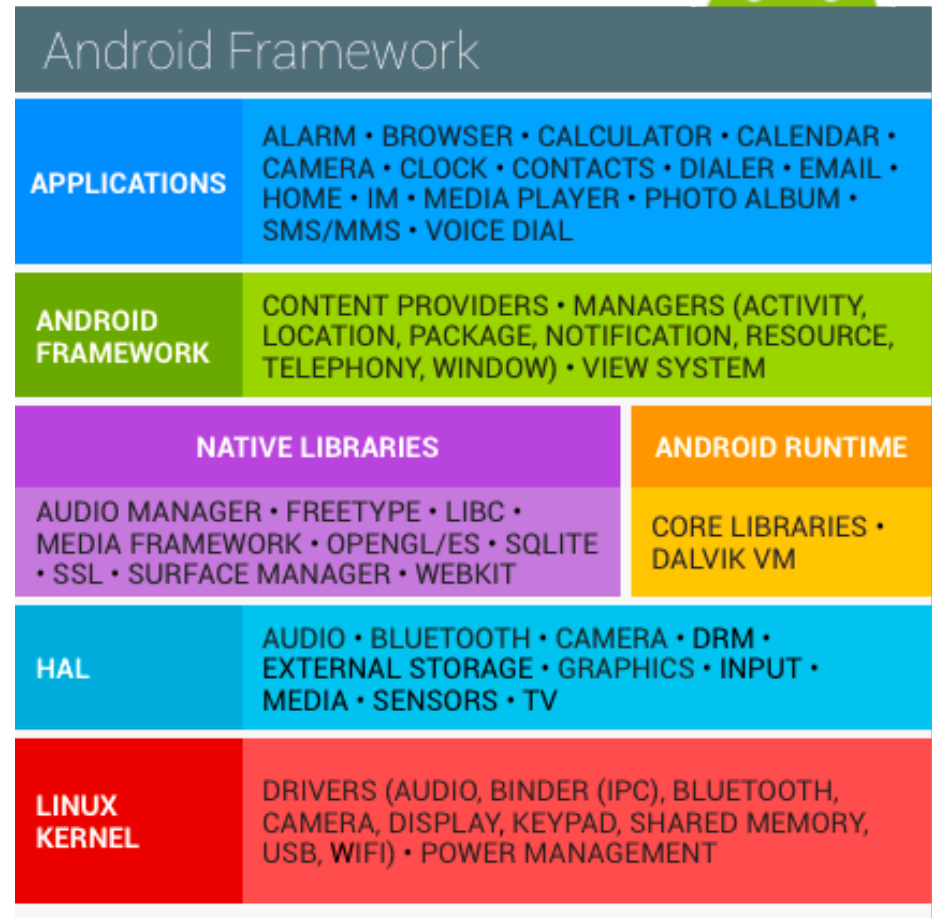 Android Framework
APPLICATIONS
ALARM • BROWSER • CALCULATOR • CALENDAR •
CAMERA • CLOCK • CONTACTS • DIALER • EMAIL •
HOME • IM • MEDIA PLAYER • PHOTO ALBUM •
SMS/MMS • VOICE DIAL
ANDROID
FRAMEWORK
CONTENT PROVIDERS • MANAGERS (ACTIVITY,
LOCATION, PACKAGE, NOTIFICATION, RESOURCE,
TELEPHONY, WINDOW) • VIEW SYSTEM
NATIVE LIBRARIES
AUDIO MANAGER • FREETYPE • LIBC •
MEDIA FRAMEWORK • OPENGL/ES • SQLITE
• SSL • SURFACE MANAGER • WEBKIT
ANDROID RUNTIME
CORE LIBRARIES •
DALVIK VM
HAL
AUDIO • BLUETOOTH • CAMERA • DRM •
EXTERNAL STORAGE • GRAPHICS • INPUT •
MEDIA • SENSORS • TV
LINUX
KERNEL
DRIVERS (AUDIO, BINDER (IPC), BLUETOOTH,
CAMERA, DISPLAY, KEYPAD, SHARED MEMORY,
USB, WIFI) • POWER MANAGEMENT